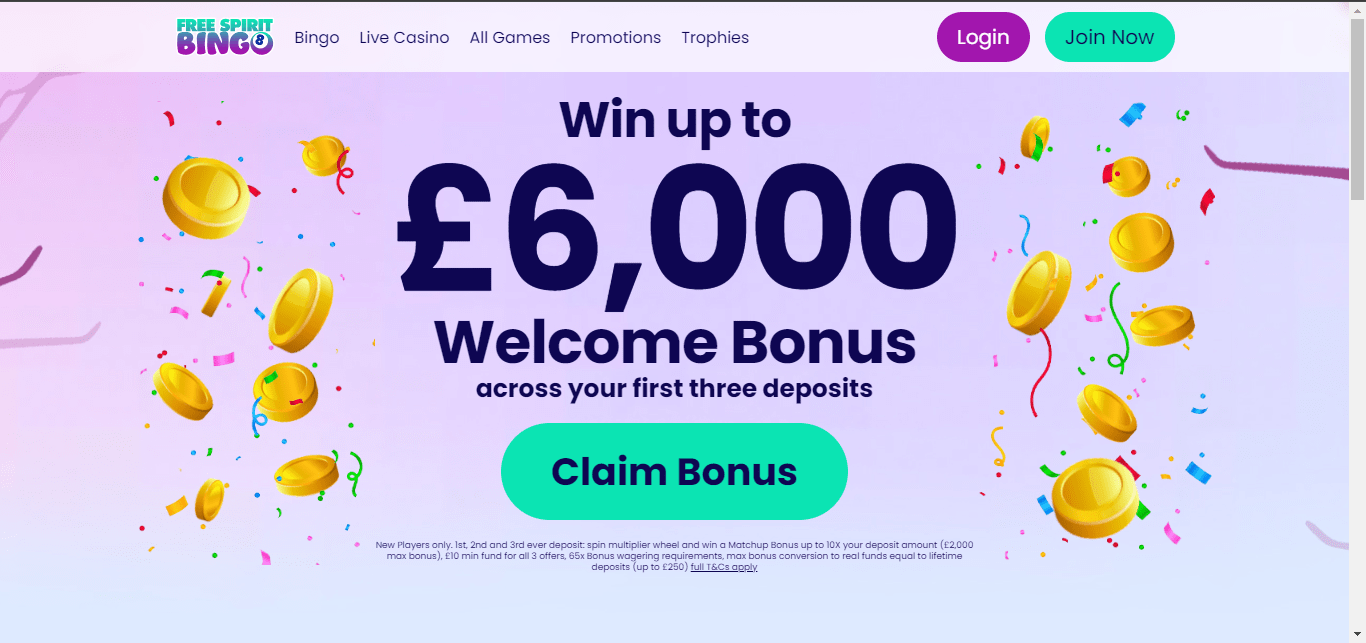 FREE SPIRIT
BINGO 8
Bingo
Live Casino
All Games
Promotions
Trophies
Login
Join Now
Win up to
£6,000
Welcome Bonus
across your first three deposits
Claim Bonus
New Players only. 1st, 2nd and 3rd ever deposit: spin multiplier wheel and win a Matchup Bonus up to 10X your deposit amount (£2,000
max bonus), £10 min fund for all 3 offers, 65x Bonus wagering requirements, max bonus conversion to real funds equal to lifetime
deposits (up to £250) full T&Cs apply